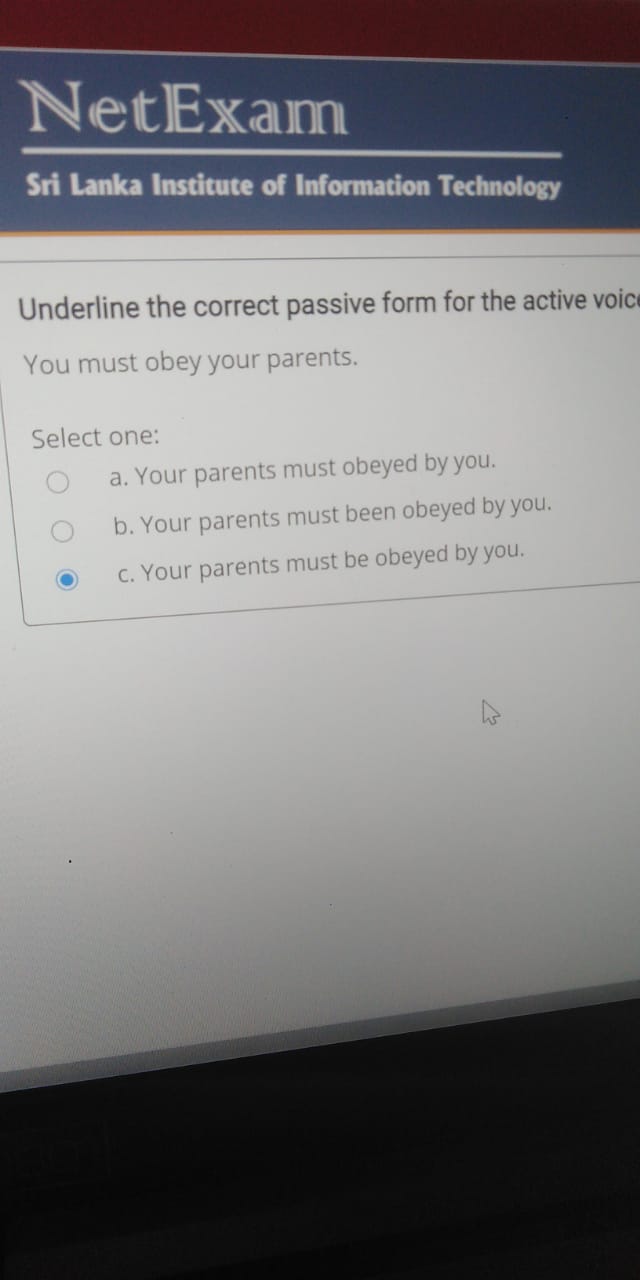 NetExam
Sri Lanka Institute of Information Technology
Underline the correct passive form for the active voice
You must obey your parents.
Select one:
a. Your parents must obeyed by you.
b. Your parents must been obeyed by you.
c. Your parents must be obeyed by you.